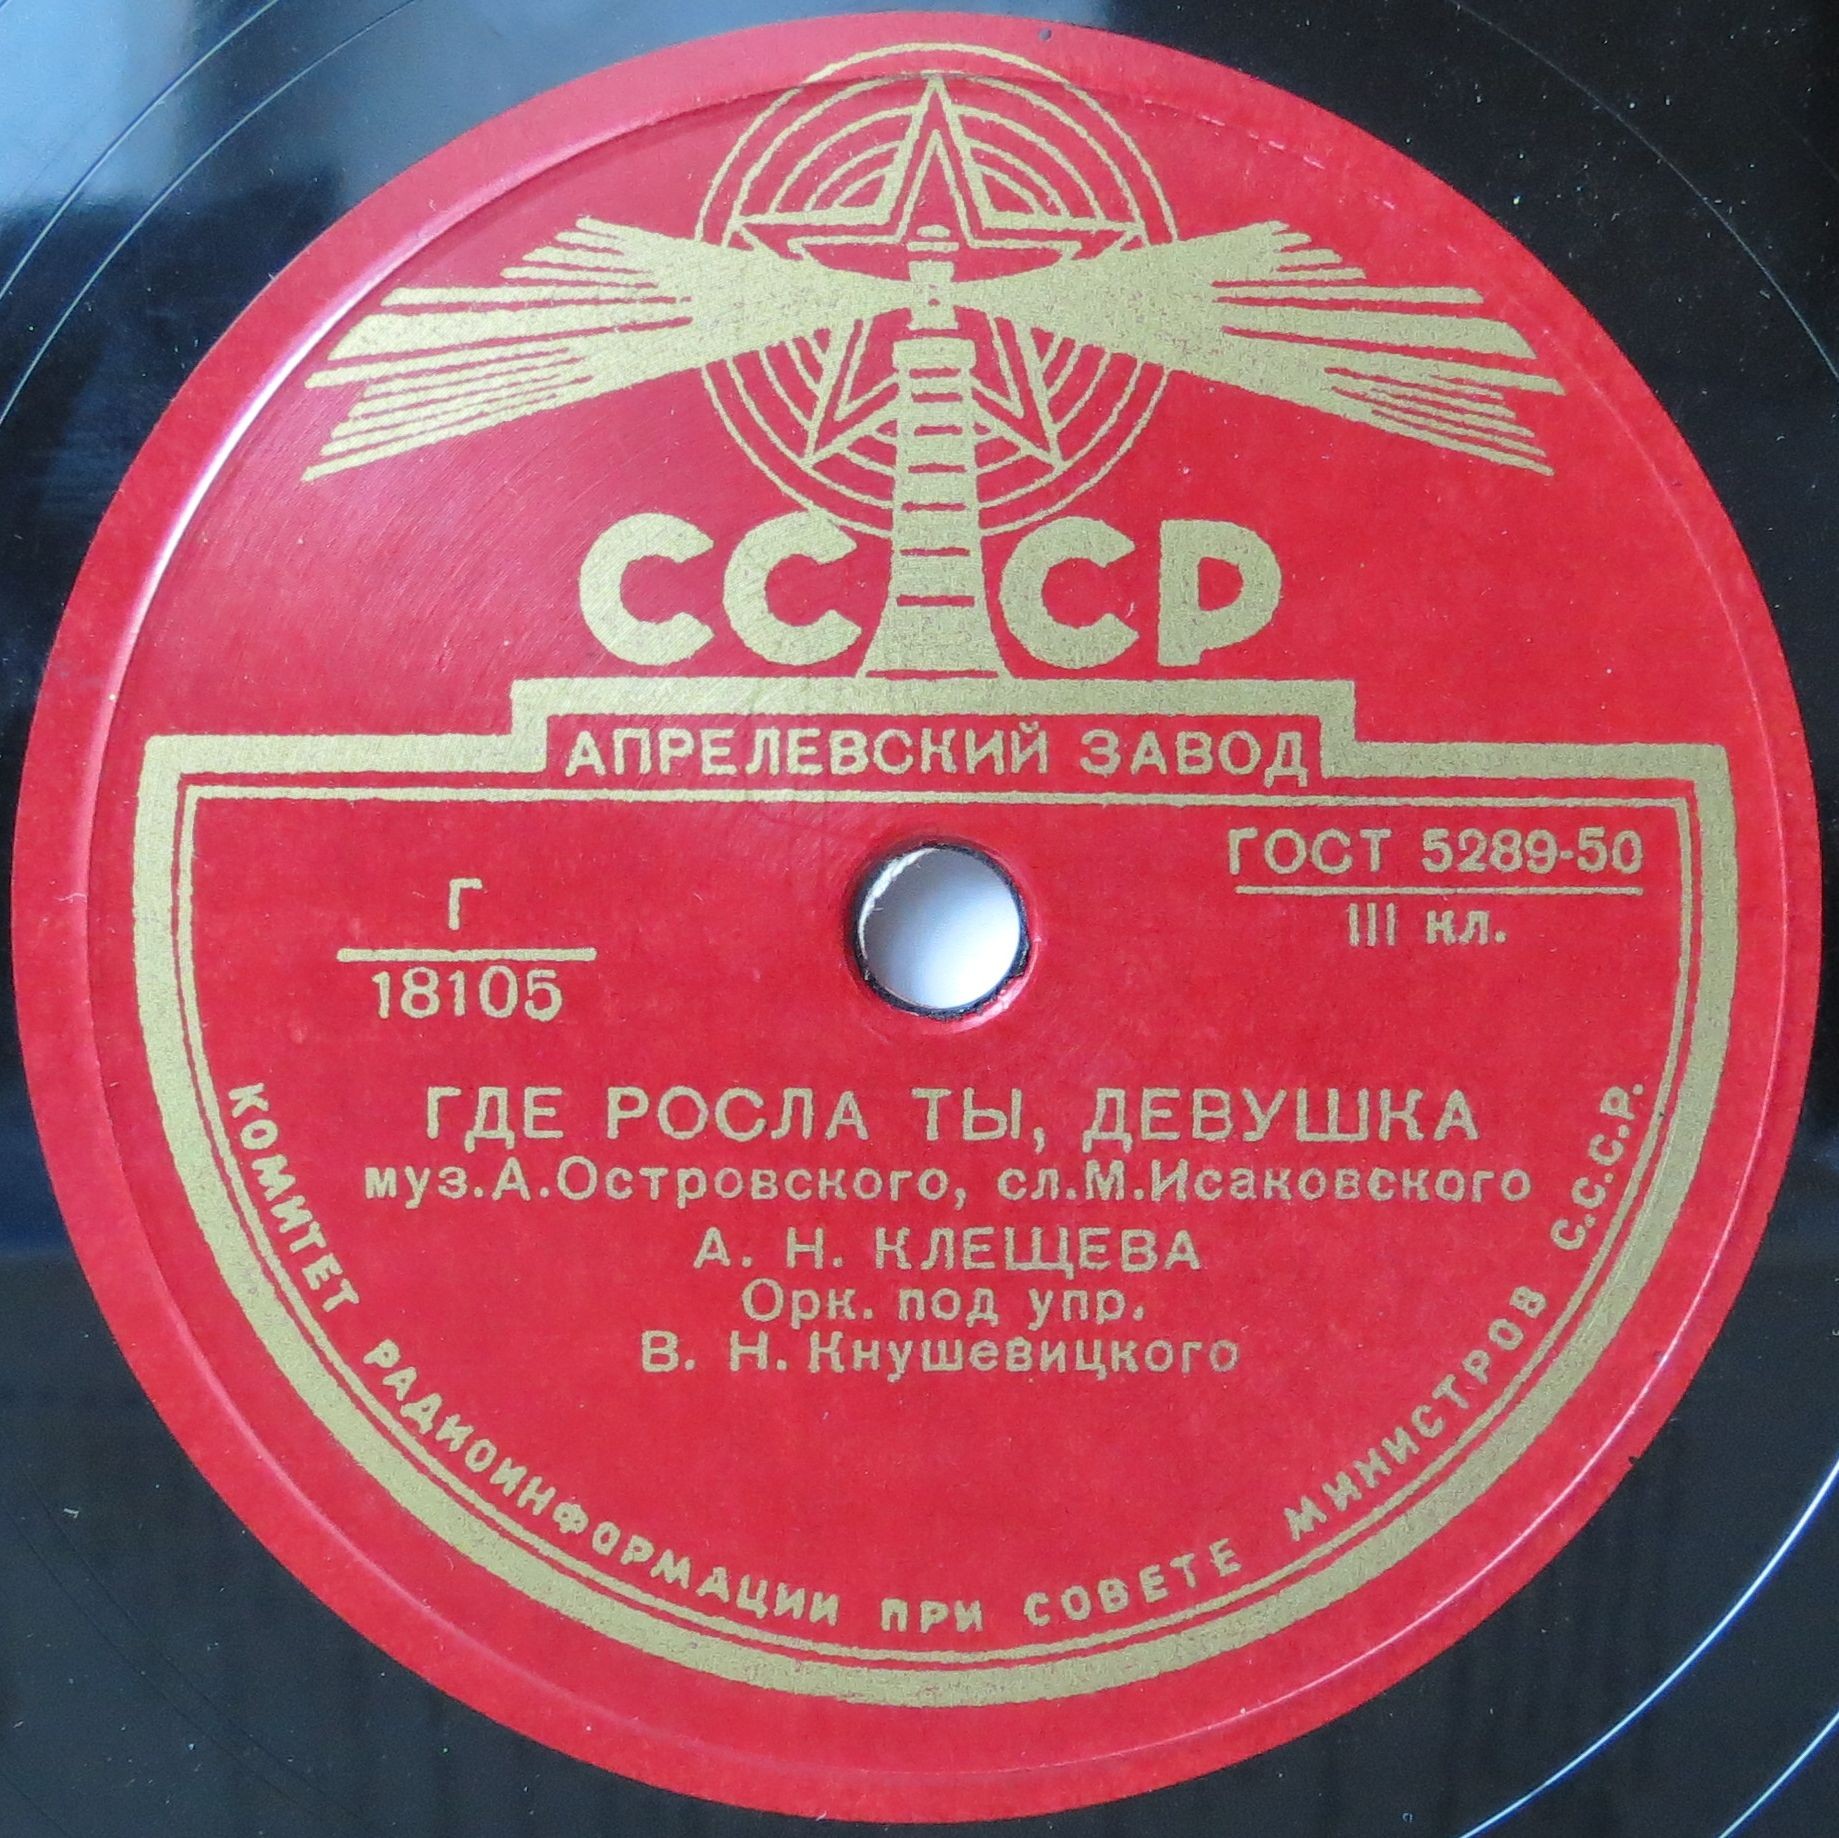 СССР
АПРЕЛЕВСКИЙ ЗАВОД
ГОСТ 5289-50
III кл.
Г
18105
ГДЕ РОСЛА ТЫ, ДЕВУШКА
муз.А.Островского, сл.М.Исаковского
А. Н. КЛЕЩЕВА
Орк. под упр.
В. Н. Кнушевицкого
КОМИТЕТ РАДИОИНФОРМАЦИИ ПРИ СОВЕТЕ МИНИСТРОВ С.С.С.Р.